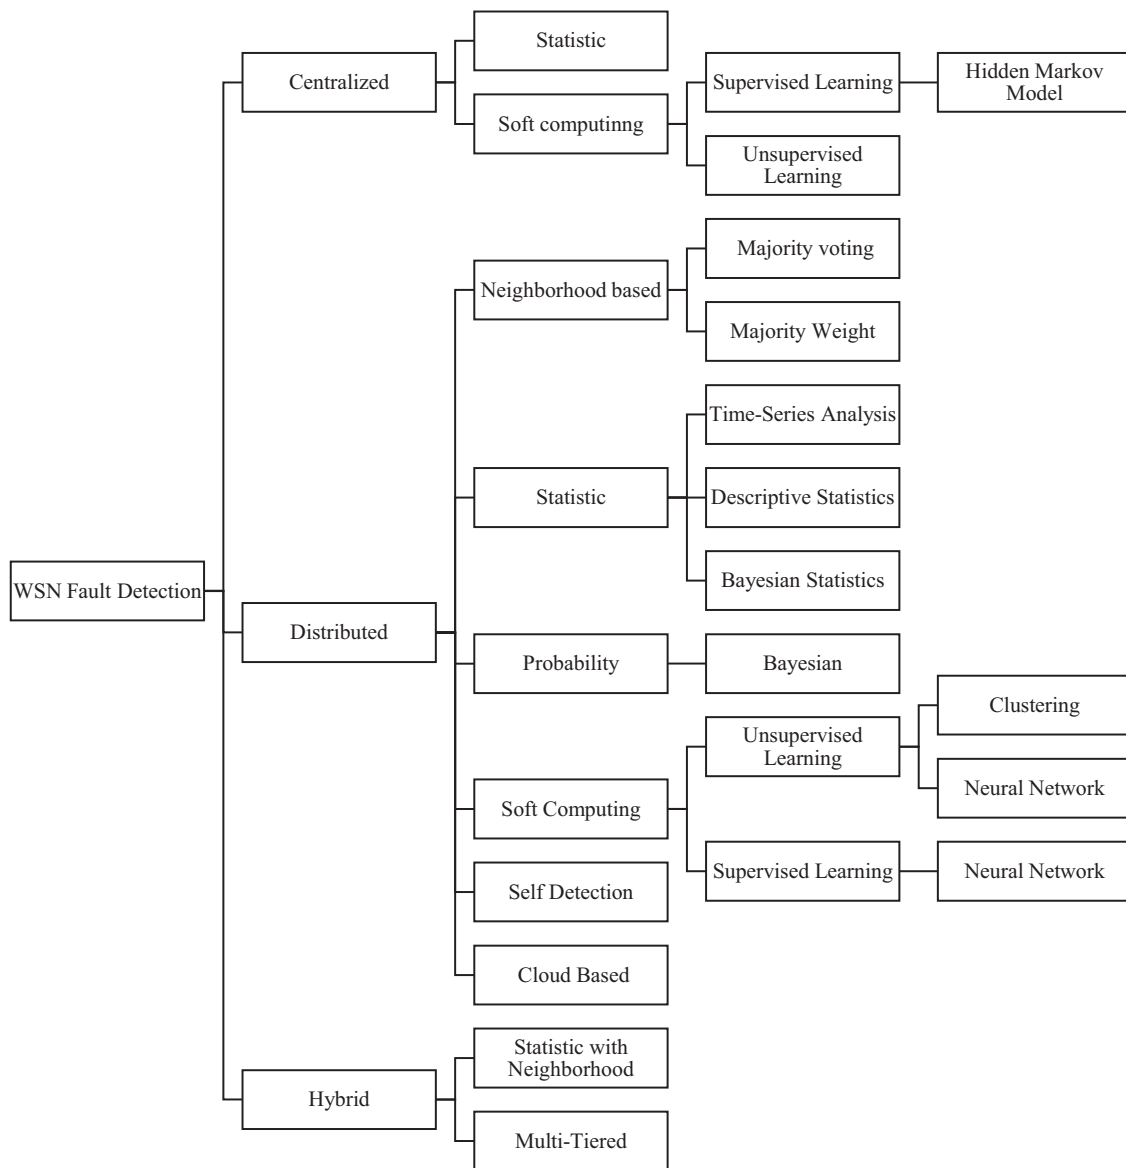 Statistic
Centralized
Supervised Learning
Hidden Markov
Model
Soft computinng
Unsupervised
Learning
Majority voting
Neighborhood based
Majority Weight
Time-Series Analysis
Statistic
Descriptive Statistics
Bayesian Statistics
WSN Fault Detection
Distributed
Probability
Bayesian
Clustering
Unsupervised
Learning
Neural Network
Soft Computing
Supervised Learning
Neural Network
Self Detection
Cloud Based
Statistic with
Neighborhood
Hybrid
Multi-Tiered